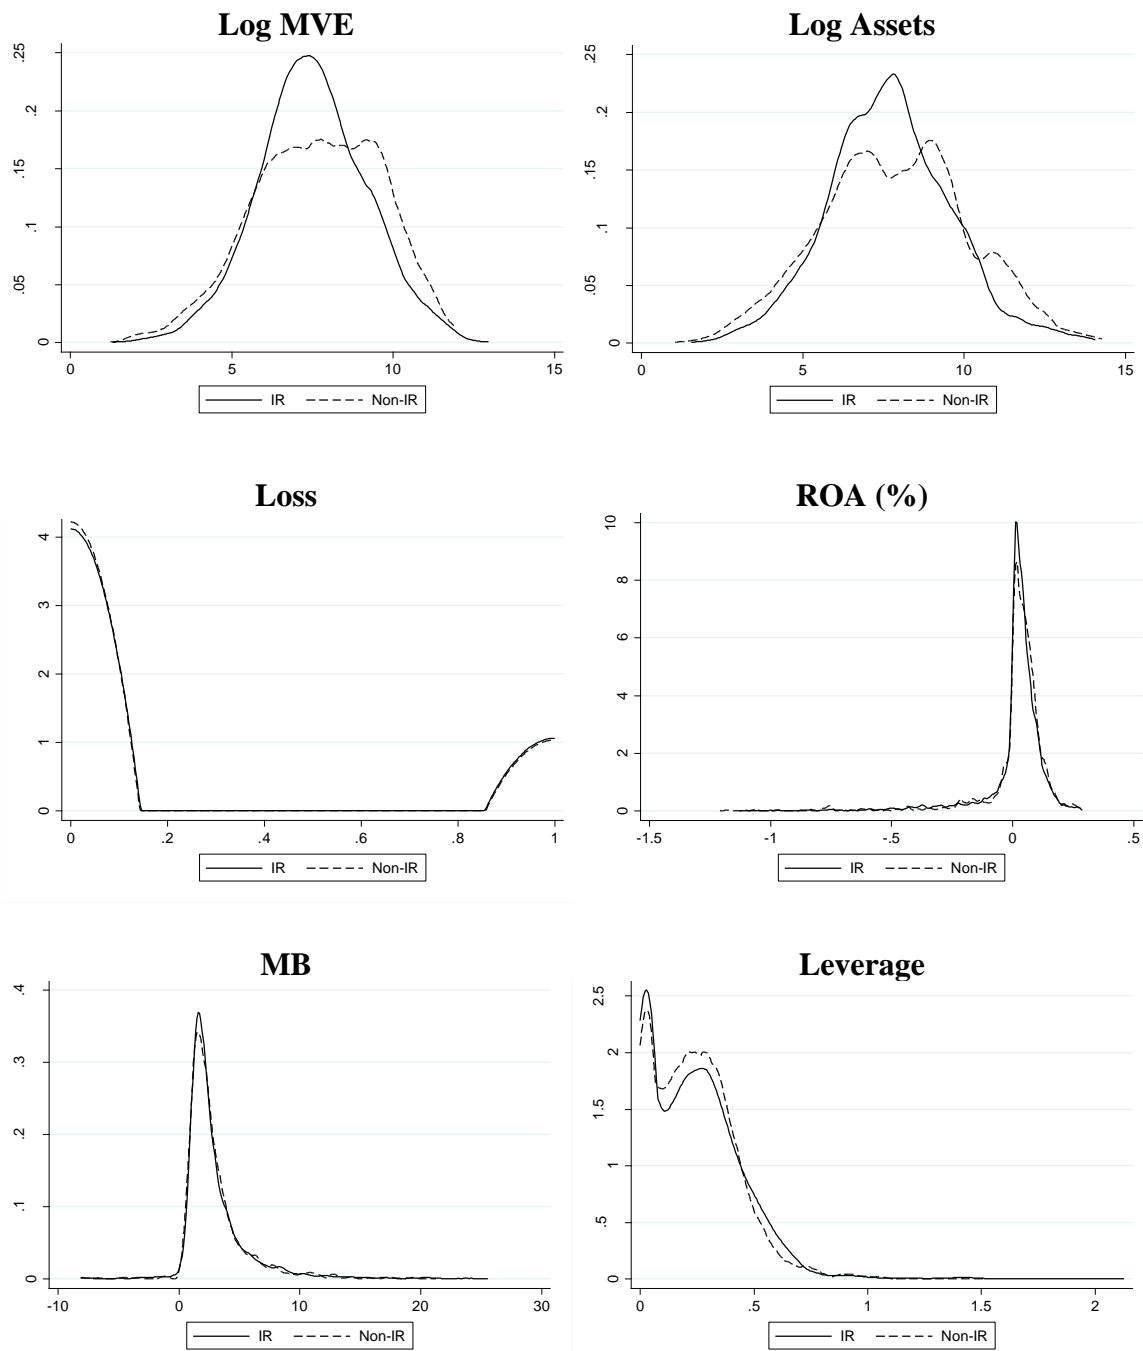 Log MVE
Log Assets
0 .05 .1 .15 .2 .25
0 5 10 15
IR Non-IR
0 .05 .1 .15 .2 .25
0 5 10 15
IR Non-IR
Loss
ROA (%)
0 1 2 3 4
0 .2 .4 .6 .8 1
IR Non-IR
0 2 4 6 8 10
-1.5 -1 -.5 0 .5
IR Non-IR
MB
Leverage
0 .1 .2 .3 .4
-10 0 10 20 30
IR Non-IR
0 .5 1 1.5 2 2.5
0 .5 1 1.5 2
IR Non-IR